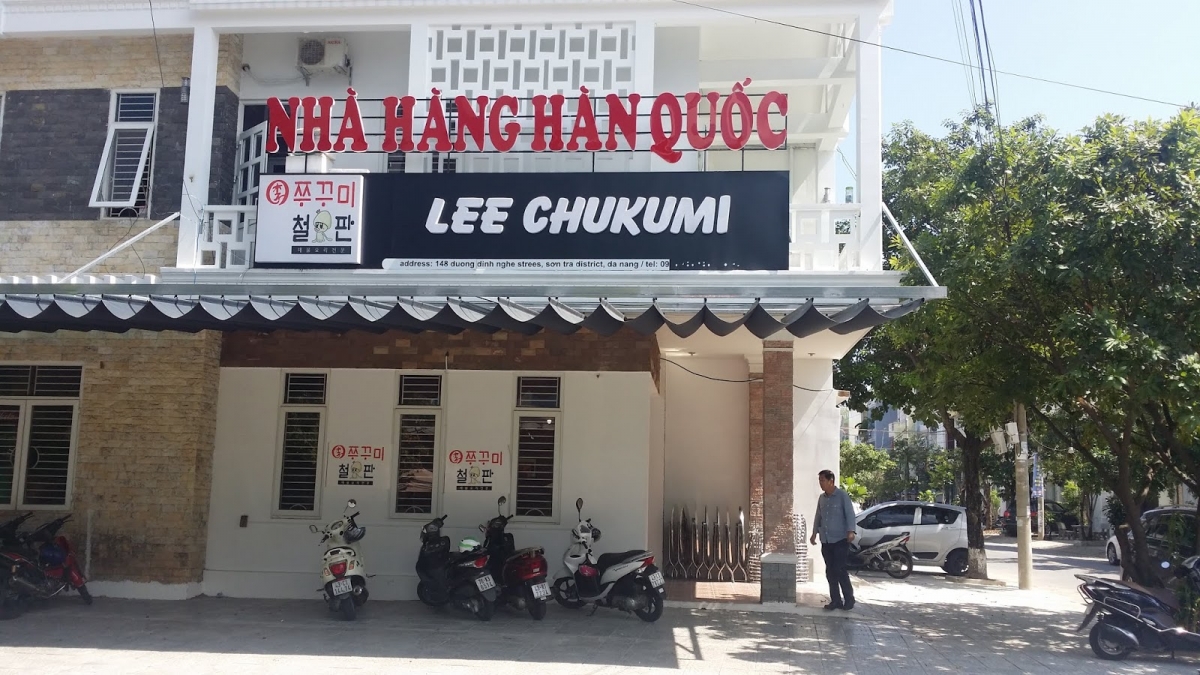 NHÀ HÀNG HÀN QUỐC
쭈꾸미
철판
LEE CHUKUMI
address: 148 duong dinh nghe strees, sơn tra district, da nang / tel: 09
쭈꾸미
철판
쭈꾸미
철판